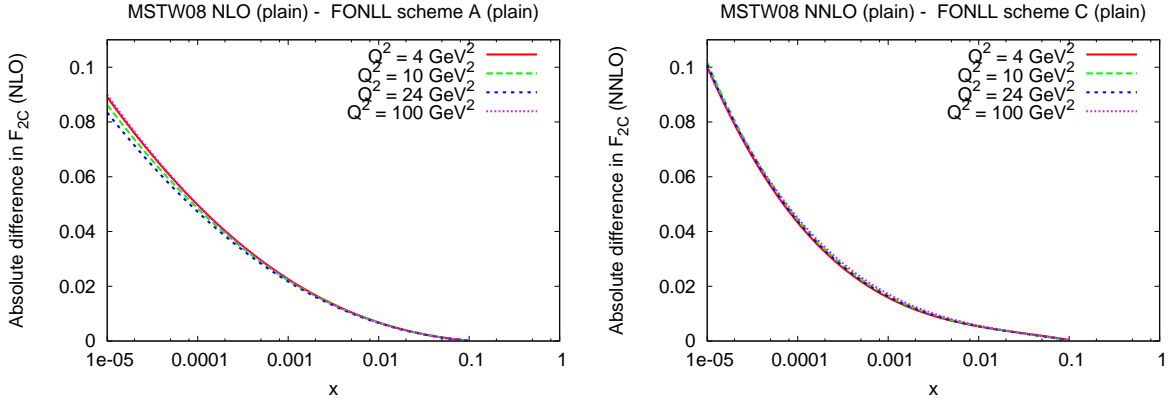 MSTW08 NLO (plain) - FONLL scheme A (plain)
Absolute difference in F2C (NLO)
0.1
0.08
0.06
0.04
0.02
0
1e-05 0.0001 0.001 0.01 0.1 1
x
Q2 = 4 GeV2
Q2 = 10 GeV2
Q2 = 24 GeV2
Q2 = 100 GeV2
MSTW08 NNLO (plain) - FONLL scheme C (plain)
Absolute difference in F2C (NNLO)
0.1
0.08
0.06
0.04
0.02
0
1e-05 0.0001 0.001 0.01 0.1 1
x
Q2 = 4 GeV2
Q2 = 10 GeV2
Q2 = 24 GeV2
Q2 = 100 GeV2